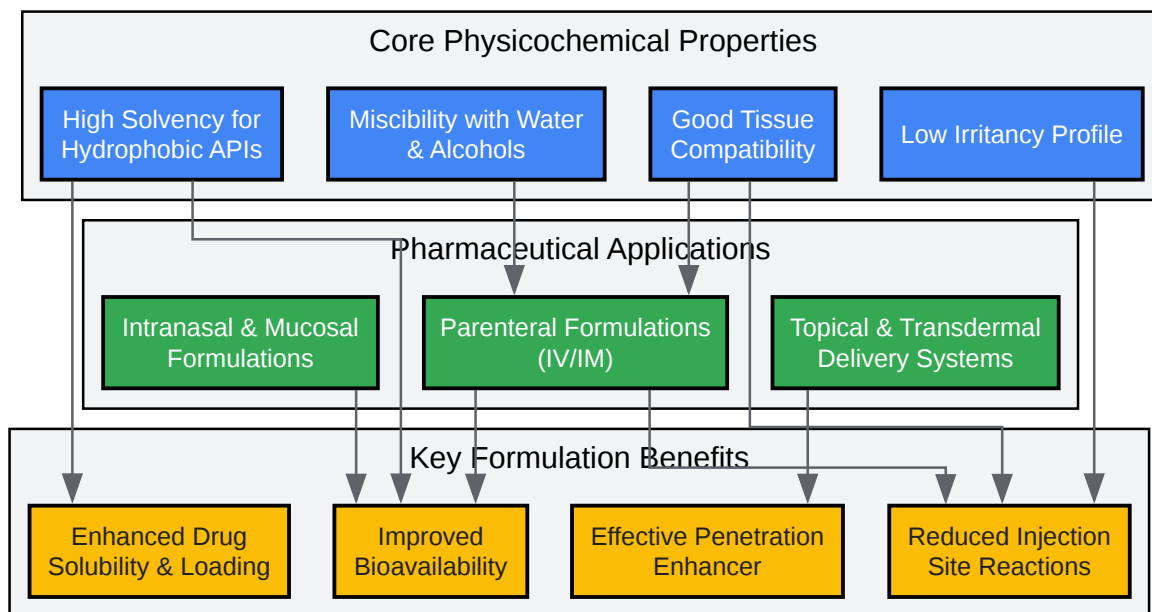 Core Physicochemical Properties
High Solvency for
Hydrophobic APIs
Miscibility with Water
& Alcohols
Good Tissue
Compatibility
Low Irritancy Profile
Pharmaceutical Applications
Intranasal & Mucosal
Formulations
Parenteral Formulations
(IV/IM)
Topical & Transdermal
Delivery Systems
Key Formulation Benefits
Enhanced Drug
Solubility & Loading
Improved
Bioavailability
Effective Penetration
Enhancer
Reduced Injection
Site Reactions